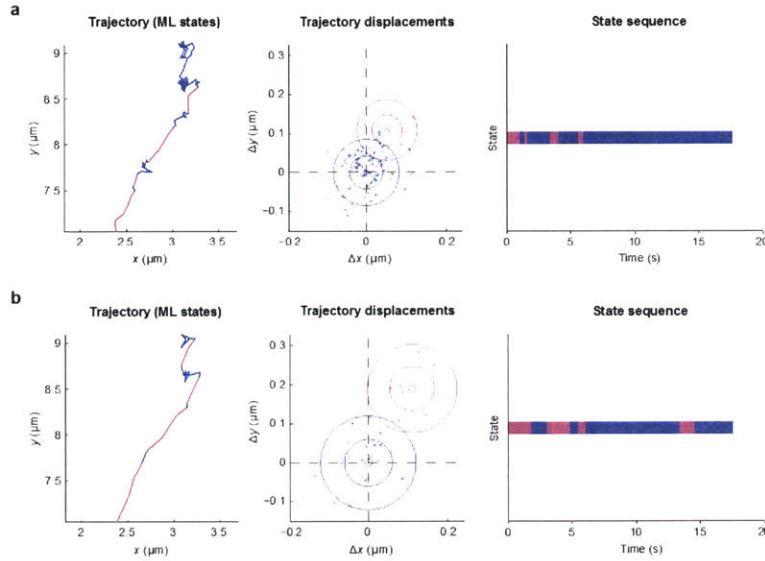 a
Trajectory (ML states)
Trajectory displacements
State sequence
9
8.5
8
7.5
y (μm)
2
2.5
3
3.5
x (μm)
0.3
0.2
0.1
0
−0.1
Δy (μm)
−0.2
0
0.2
Δx (μm)
State
0
5
10
15
20
Time (s)
b
Trajectory (ML states)
Trajectory displacements
State sequence
9
8.5
8
7.5
y (μm)
2
2.5
3
3.5
x (μm)
0.3
0.2
0.1
0
−0.1
Δy (μm)
−0.2
0
0.2
Δx (μm)
State
0
5
10
15
20
Time (s)